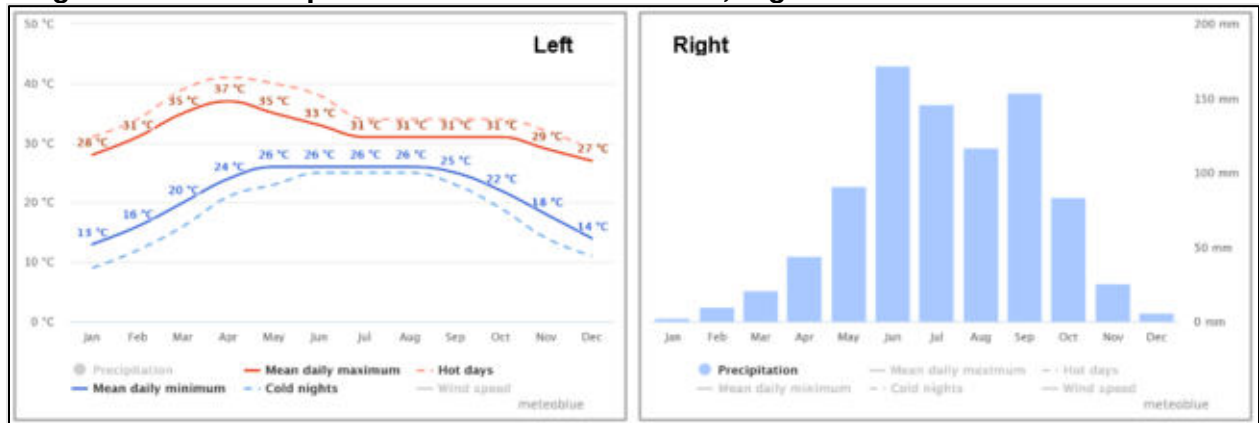 50 °C
Left
40 °C
37 °C
35 °C
35 °C
33 °C
31 °C
31 °C
31 °C
31 °C
31 °C
30 °C
28 °C
29 °C
27 °C
26 °C
26 °C
26 °C
26 °C
25 °C
24 °C
22 °C
20 °C
20 °C
18 °C
16 °C
14 °C
13 °C
10 °C
0 °C
Jan Feb Mar Apr May Jun Jul Aug Sep Oct Nov Dec
Precipitation Mean daily maximum Hot days
Mean daily minimum Cold nights Wind speed
meteoblue
Right
200 mm
150 mm
100 mm
50 mm
0 mm
Jan Feb Mar Apr May Jun Jul Aug Sep Oct Nov Dec
Precipitation Mean daily maximum Hot days
Mean daily minimum Cold nights Wind speed
meteoblue